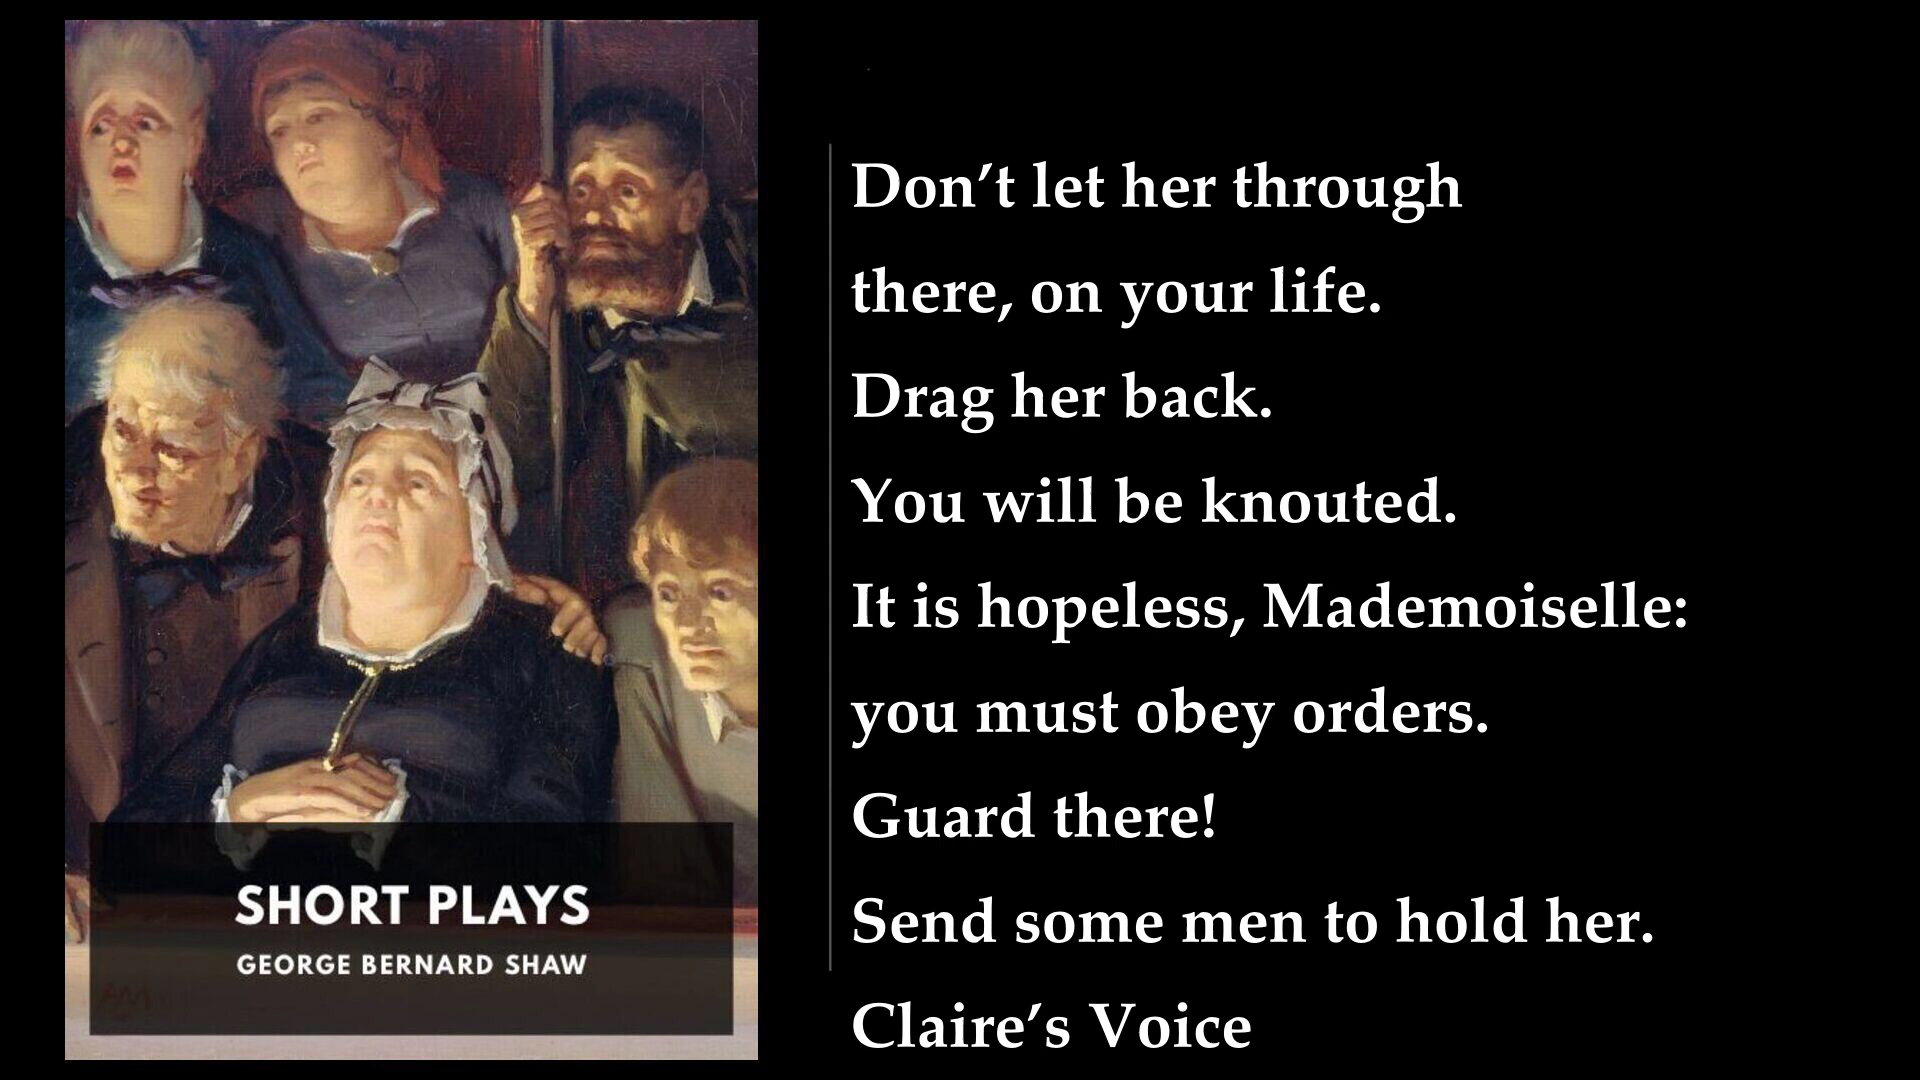 SHORT PLAYS
GEORGE BERNARD SHAW
Don’t let her through
there, on your life.
Drag her back.
You will be knouted.
It is hopeless, Mademoiselle:
you must obey orders.
Guard there!
Send some men to hold her.
Claire’s Voice